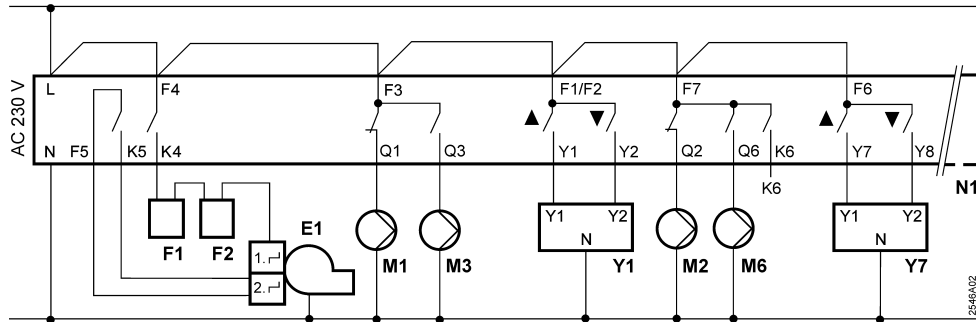 AC 230 V
L F4 F3 F1/F2 F7 F6
N F5 K5 K4 Q1 Q3 Y1 Y2 Q2 Q6 K6 Y7 Y8
K6
N1
Y1 Y2 Y1 Y2
N N
F1 F2 E1 M1 M3 Y1 M2 M6 Y7
1.
2.
2546A02